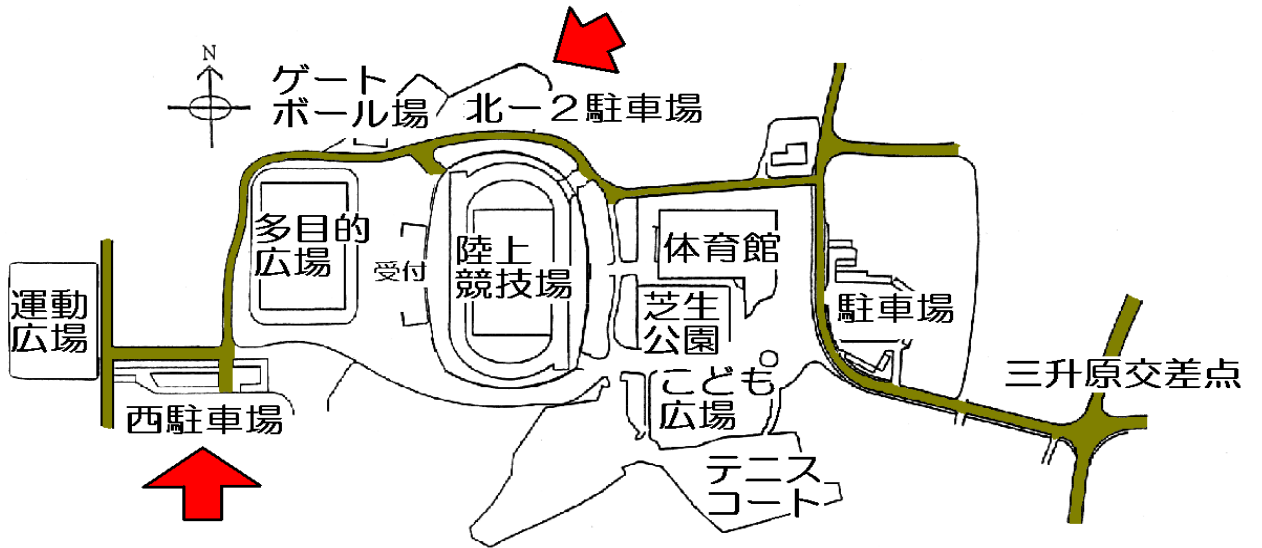 N
ゲート
ボール場
北－２駐車場
多目的
広場
受付
陸上
競技場
体育館
芝生
公園
こども
広場
駐車場
運動
広場
西駐車場
三升原交差点
テニス
コート